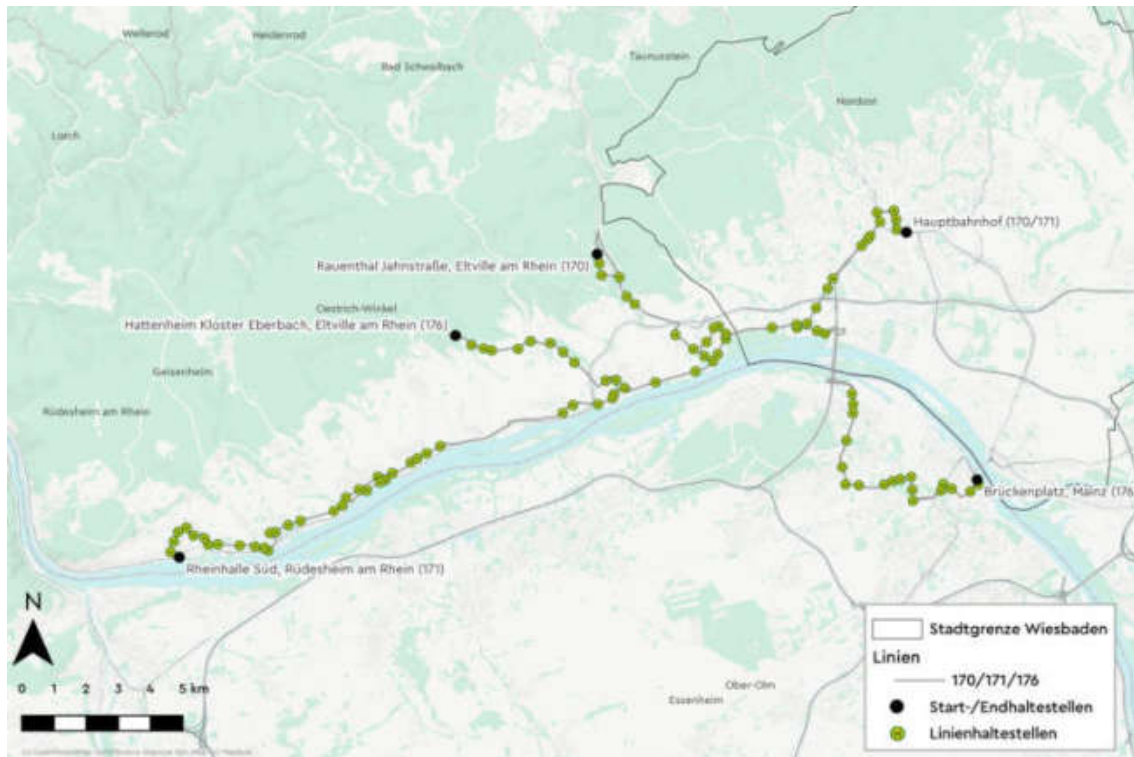 Wellerod
Heidenrod
Bad Schwalbach
Taunusstein
Nordost
Lorch
Hauptbahnhof (170/171)
Rauenthal Jahnstraße, Eltville am Rhein (170)
Oestrich-Winkel
Hattenheim Kloster Eberbach, Eltville am Rhein (176)
Geisenheim
Rüdesheim am Rhein
Brückenplatz, Mainz (176
Rheinhalle Süd, Rüdesheim am Rhein (171)
N
0 1 2 3 4 5 km
Ober-Olm
Essenheim
Stadtgrenze Wiesbaden
Linien
170/171/176
Start-/Endhaltestellen
Linienhaltestellen